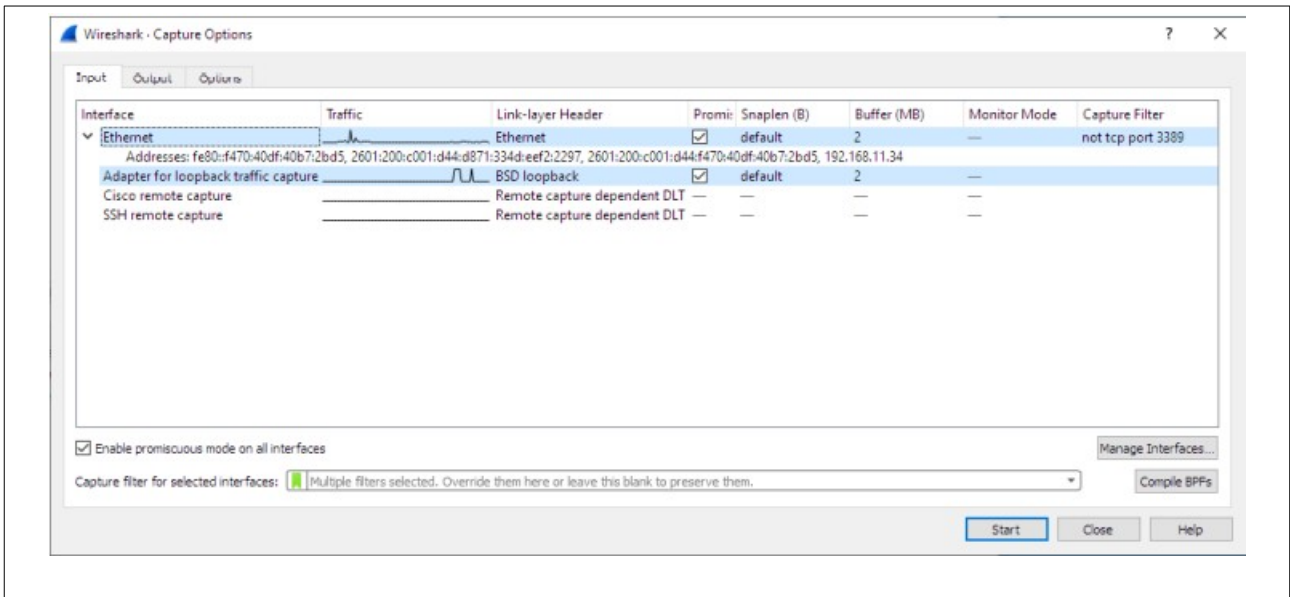 Wireshark · Capture Options ? ×
Input Output Options
Interface Traffic Link-layer Header Promis Snaplen (B) Buffer (MB) Monitor Mode Capture Filter
Ethernet Ethernet default 2 — not tcp port 3389
Addresses: fe80::f470:40df:40b7:2bd5, 2601:200:c001:d44:d871:334d:eef2:2297, 2601:200:c001:d44:f470:40df:40b7:2bd5, 192.168.11.34
Adapter for loopback traffic capture BSD loopback default 2 —
Cisco remote capture Remote capture dependent DLT — — — —
SSH remote capture Remote capture dependent DLT — — — —
Enable promiscuous mode on all interfaces Manage Interfaces...
Capture filter for selected interfaces: Multiple filters selected. Override them here or leave this blank to preserve them. Compile BPFs
Start Close Help